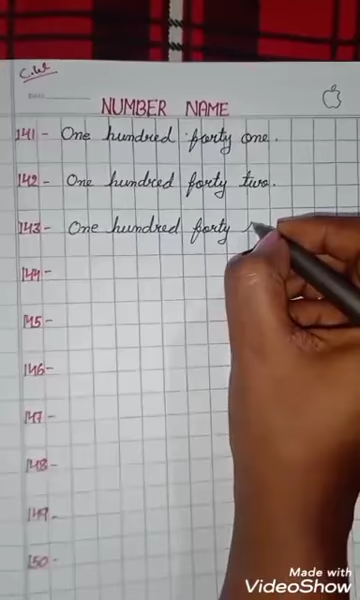 C.W
NUMBER NAME
141- One hundred forty one.
142- One hundred forty two.
143- One hundred forty
144-
145-
146-
147-
148-
149-
150-
Made with
VideoShow